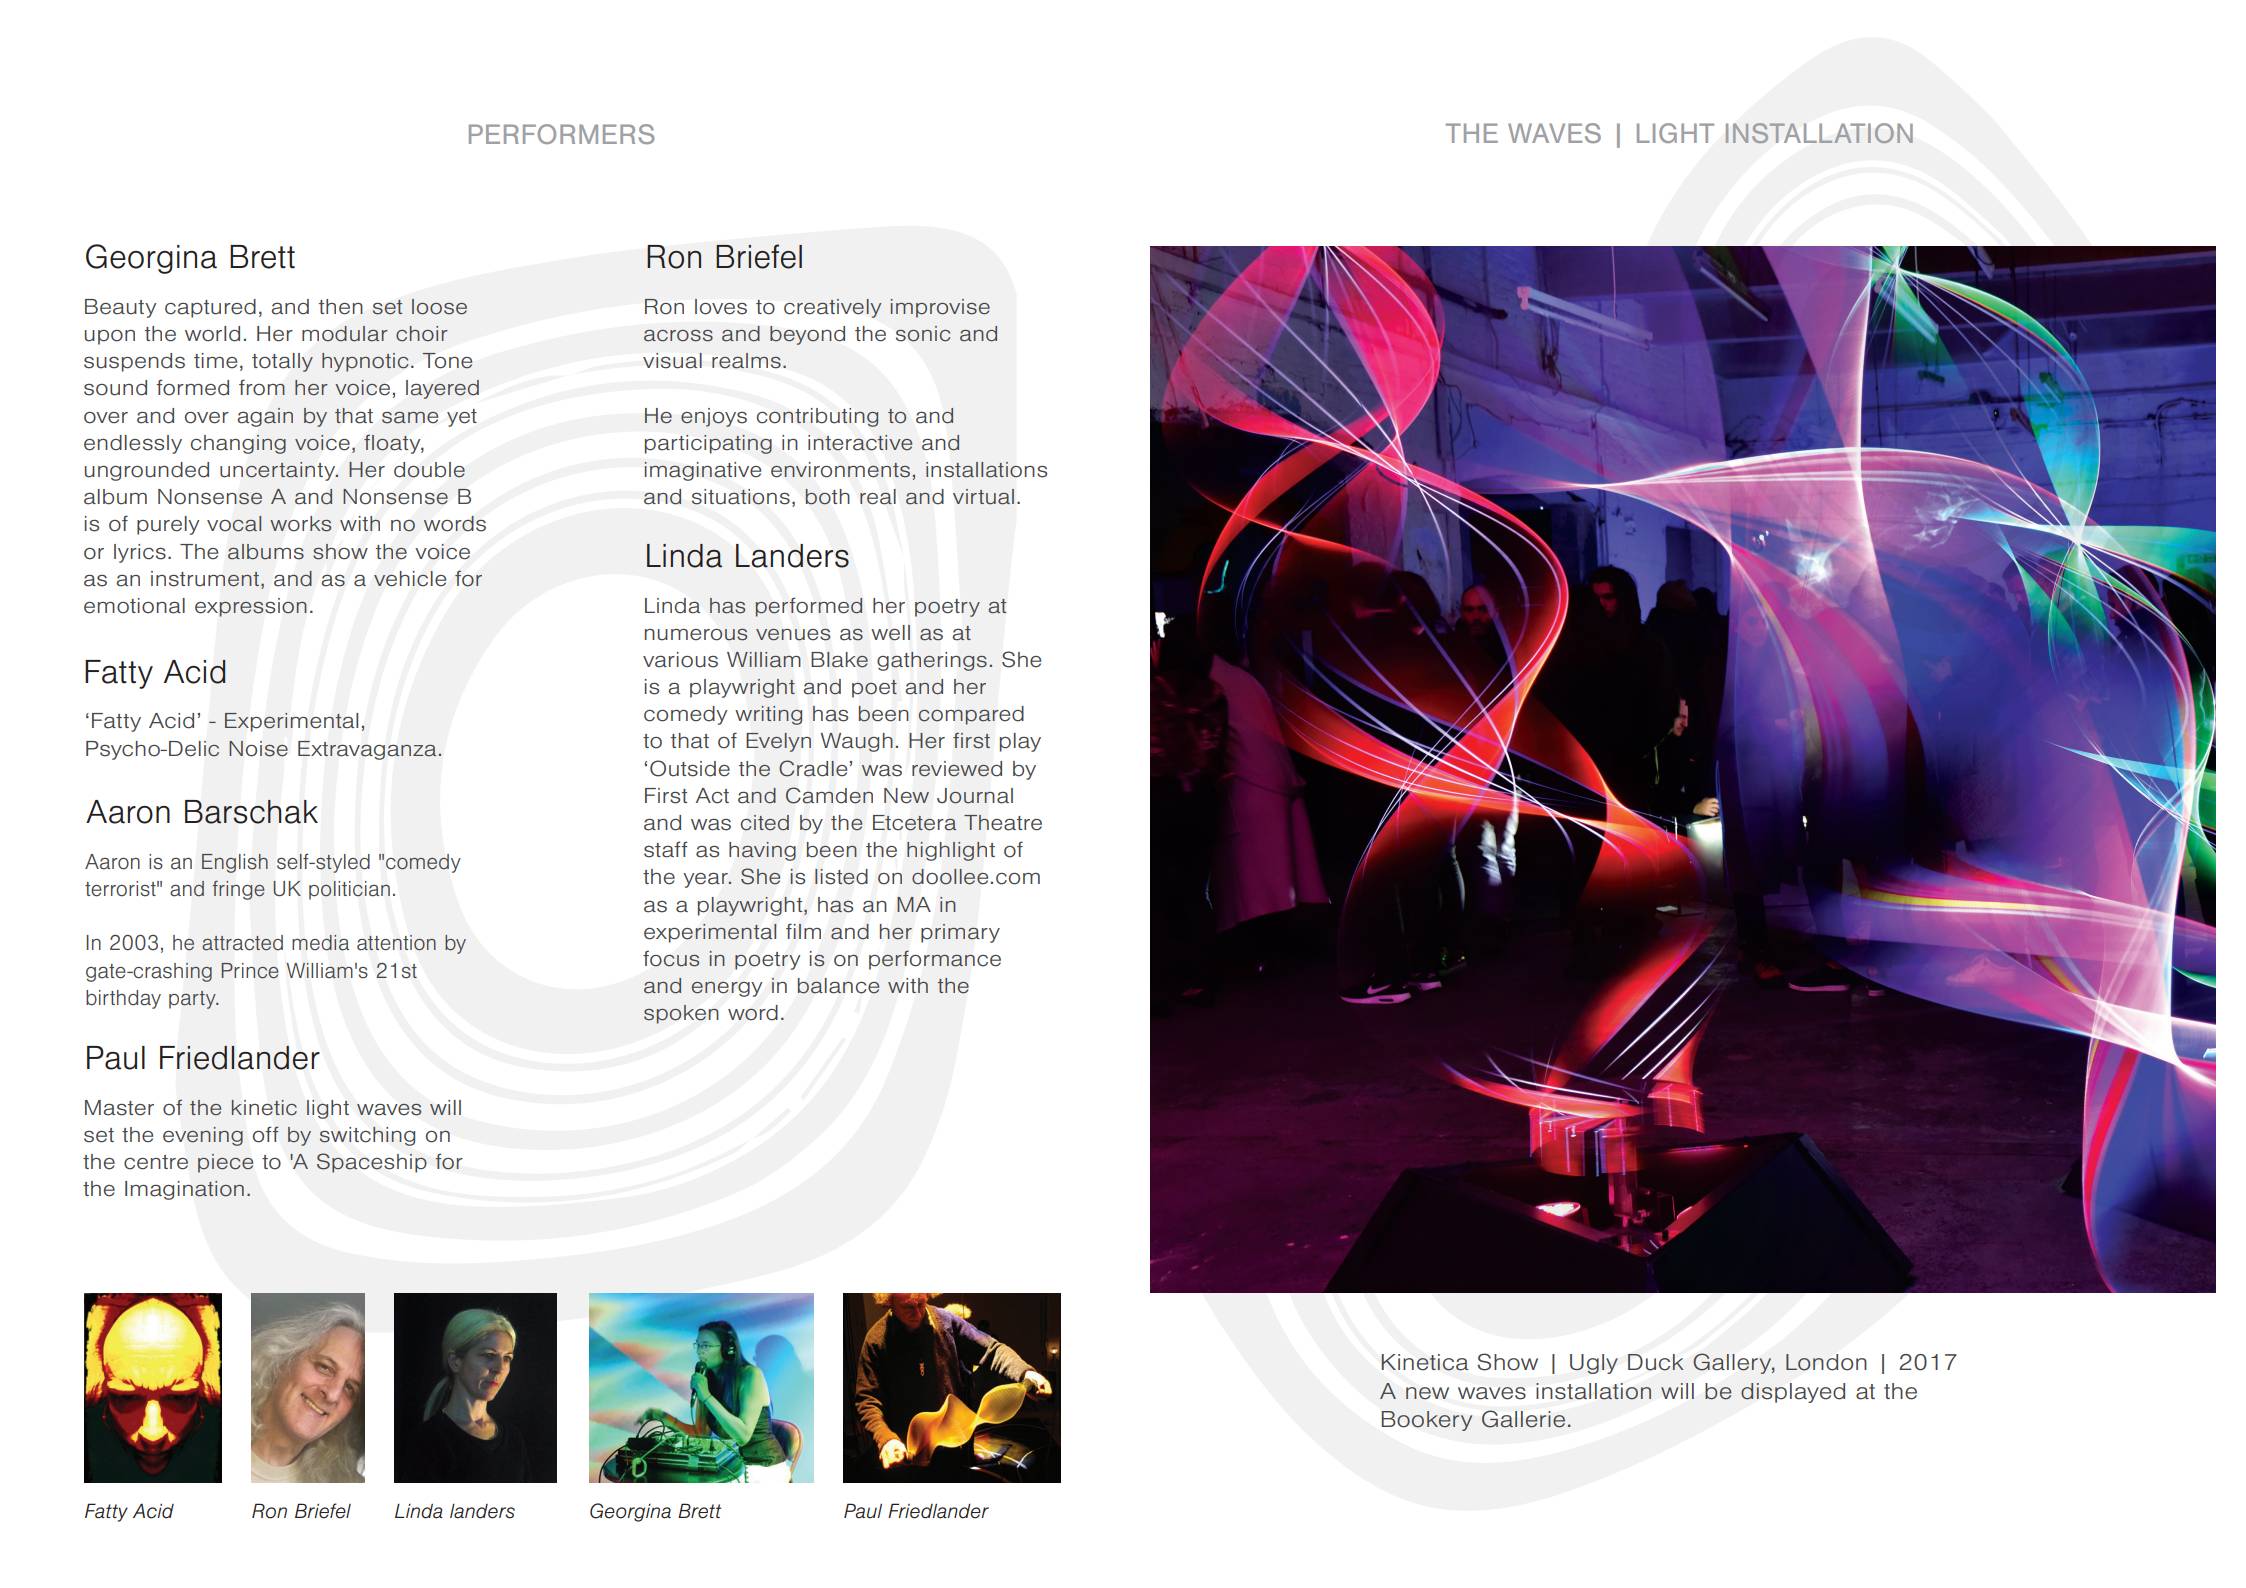 PERFORMERS
Georgina Brett
Beauty captured, and then set loose
upon the world. Her modular choir
suspends time, totally hypnotic. Tone
sound formed from her voice, layered
over and over again by that same yet
endlessly changing voice, floaty,
ungrounded uncertainty. Her double
album Nonsense A and Nonsense B
is of purely vocal works with no words
or lyrics. The albums show the voice
as an instrument, and as a vehicle for
emotional expression.
Fatty Acid
‘Fatty Acid’ - Experimental,
Psycho-Delic Noise Extravaganza.
Aaron Barschak
Aaron is an English self-styled "comedy
terrorist" and fringe UK politician.
In 2003, he attracted media attention by
gate-crashing Prince William's 21st
birthday party.
Paul Friedlander
Master of the kinetic light waves will
set the evening off by switching on
the centre piece to 'A Spaceship for
the Imagination.
Ron Briefel
Ron loves to creatively improvise
across and beyond the sonic and
visual realms.
He enjoys contributing to and
participating in interactive and
imaginative environments, installations
and situations, both real and virtual.
Linda Landers
Linda has performed her poetry at
numerous venues as well as at
various William Blake gatherings. She
is a playwright and poet and her
comedy writing has been compared
to that of Evelyn Waugh. Her first play
‘Outside the Cradle’ was reviewed by
First Act and Camden New Journal
and was cited by the Etcetera Theatre
staff as having been the highlight of
the year. She is listed on doollee.com
as a playwright, has an MA in
experimental film and her primary
focus in poetry is on performance
and energy in balance with the
spoken word.
Fatty Acid
Ron Briefel
Linda landers
Georgina Brett
Paul Friedlander
THE WAVES | LIGHT INSTALLATION
Kinetica Show | Ugly Duck Gallery, London | 2017
A new waves installation will be displayed at the
Bookery Gallerie.